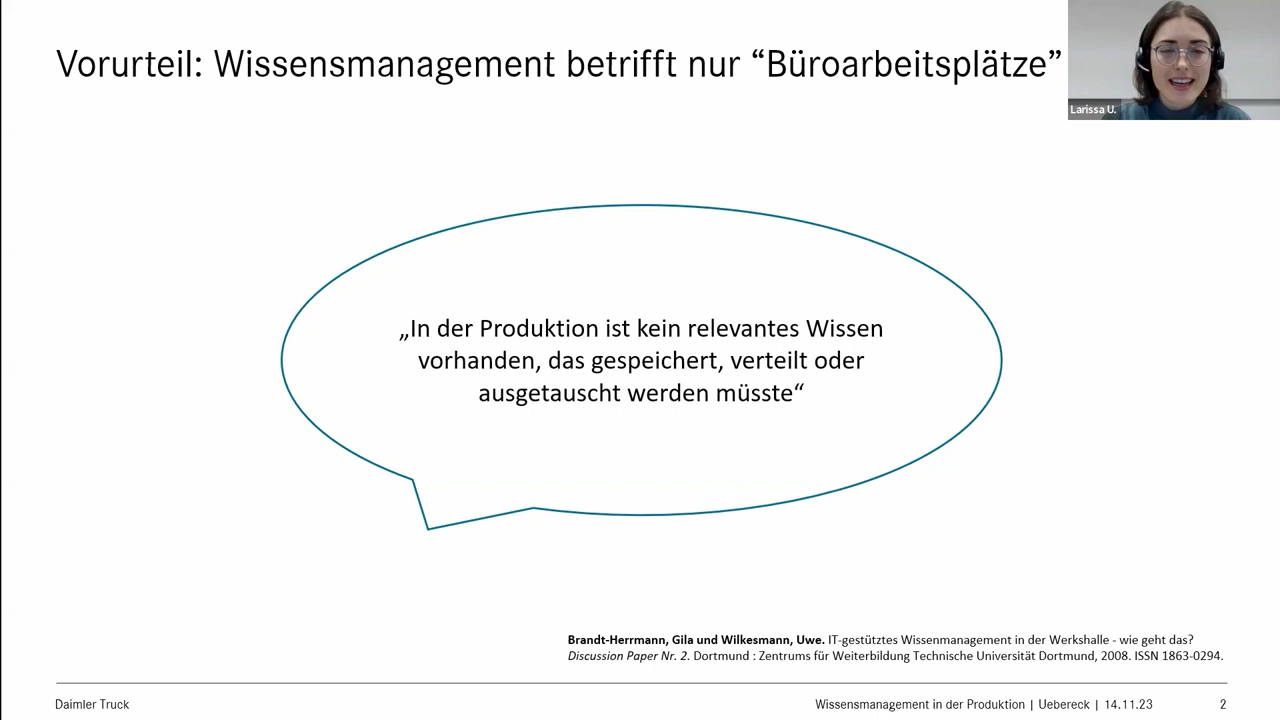 Vorurteil: Wissensmanagement betrifft nur “Büroarbeitsplätze”
Larissa U.
„In der Produktion ist kein relevantes Wissen
vorhanden, das gespeichert, verteilt oder
ausgetauscht werden müsste“
Brandt-Herrmann, Gila und Wilkesmann, Uwe. IT-gestütztes Wissenmanagement in der Werkshalle - wie geht das?
Discussion Paper Nr. 2. Dortmund : Zentrums für Weiterbildung Technische Universität Dortmund, 2008. ISSN 1863-0294.
Daimler Truck
Wissensmanagement in der Produktion | Uebereck | 14.11.23
2